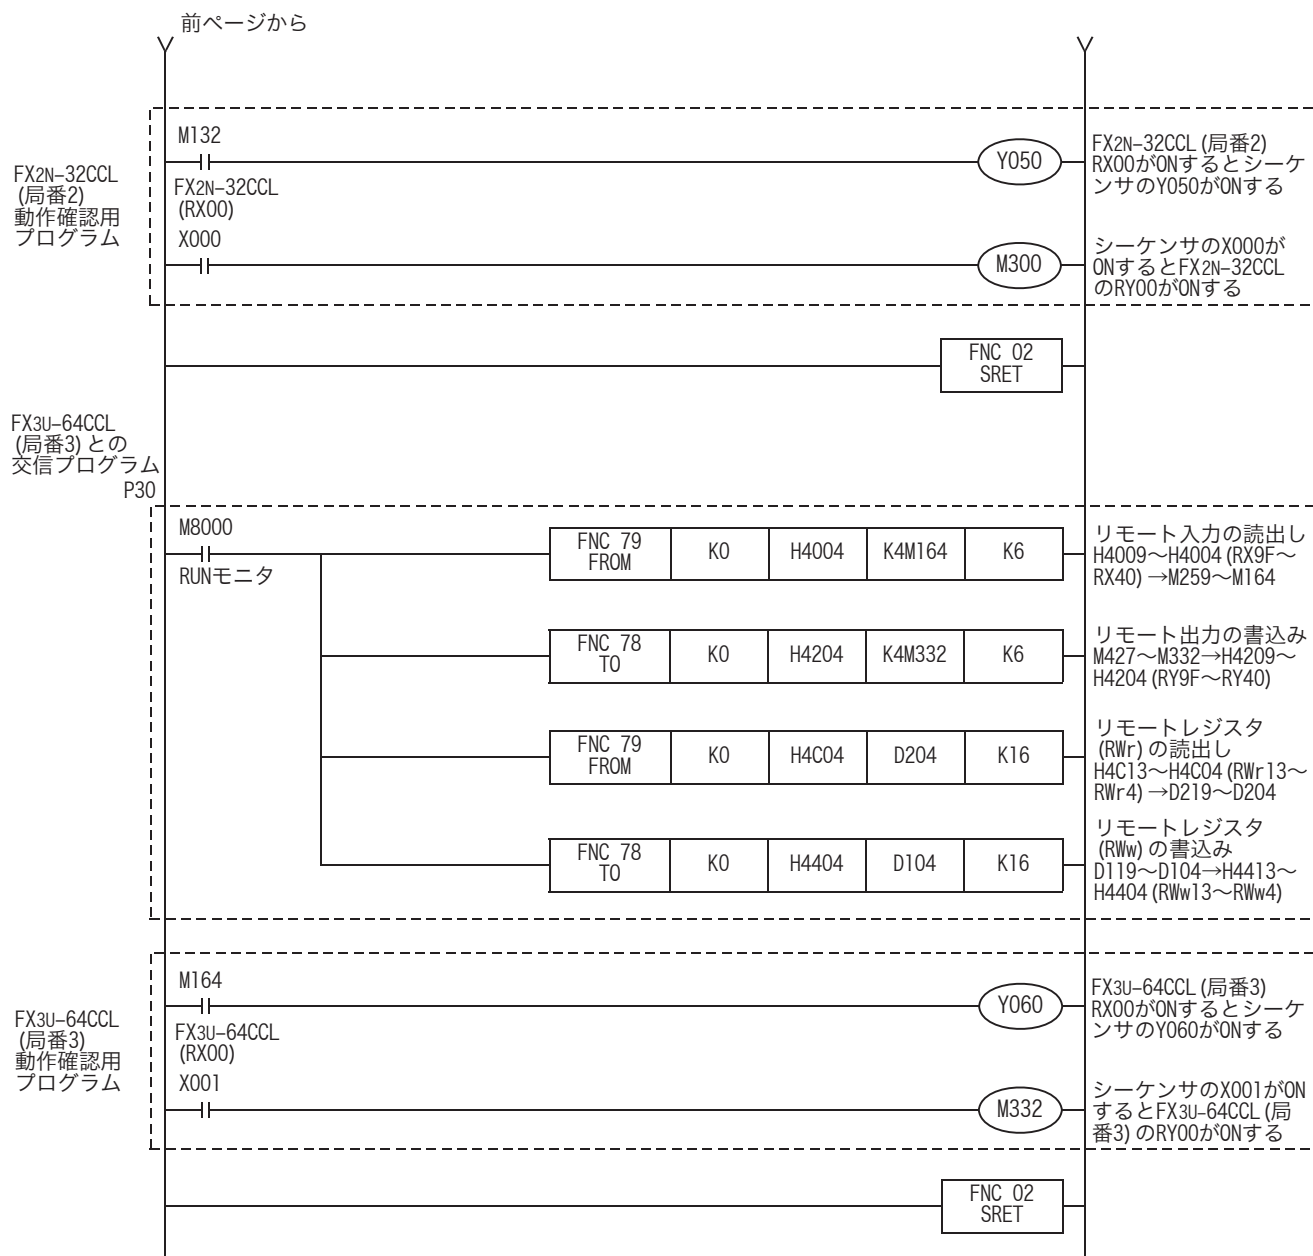 前ページから
FX2N–32CCL
(局番2)
動作確認用
プログラム
M132
FX2N–32CCL
(RX00)
Y050
FX2N–32CCL (局番2)
RX00がONするとシーケ
ンサのY050がONする
X000
M300
シーケンサのX000が
ONするとFX2N–32CCL
のRY00がONする
FNC 02
SRET
FX3U–64CCL
(局番3) との
交信プログラム
P30
M8000
RUNモニタ
FNC 79
FROM
K0
H4004
K4M164
K6
リモート入力の読出し
H4009～H4004 (RX9F～
RX40) →M259～M164
FNC 78
TO
K0
H4204
K4M332
K6
リモート出力の書込み
M427～M332→H4209～
H4204 (RY9F～RY40)
FNC 79
FROM
K0
H4C04
D204
K16
リモートレジスタ
(RWr) の読出し
H4C13～H4C04 (RWr13～
RWr4) →D219～D204
FNC 78
TO
K0
H4404
D104
K16
リモートレジスタ
(RWw) の書込み
D119～D104→H4413～
H4404 (RWw13～RWw4)
FX3U–64CCL
(局番3)
動作確認用
プログラム
M164
FX3U–64CCL
(RX00)
Y060
FX3U–64CCL (局番3)
RX00がONするとシーケ
ンサのY060がONする
X001
M332
シーケンサのX001がON
するとFX3U–64CCL (局
番3) のRY00がONする
FNC 02
SRET